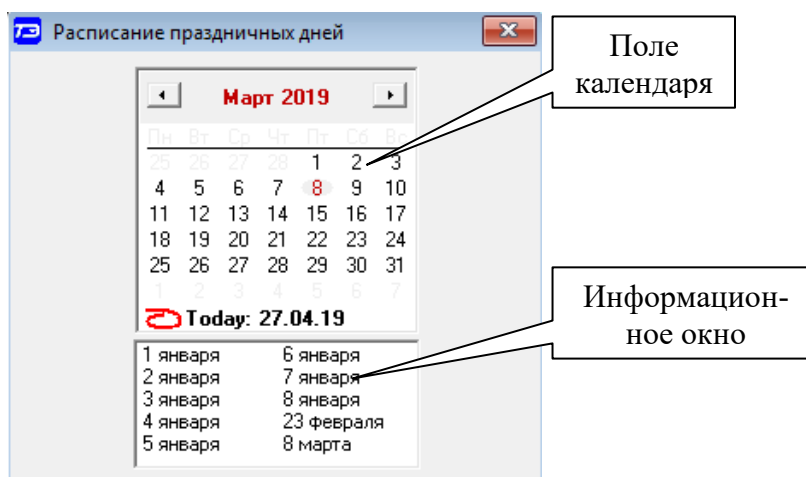 ТЭ Расписание праздничных дней
Поле
календаря
Март 2019
Пн Вт Ср Чт Пт Сб Вс
25 26 27 28 1 2 3
4 5 6 7 8 9 10
11 12 13 14 15 16 17
18 19 20 21 22 23 24
25 26 27 28 29 30 31
1 2 3 4 5 6 7
Today: 27.04.19
Информацион-
ное окно
1 января 6 января
2 января 7 января
3 января 8 января
4 января 23 февраля
5 января 8 марта